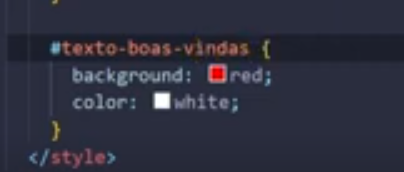 #texto-boas-vindas {
background: red;
color: white;
}
</style>